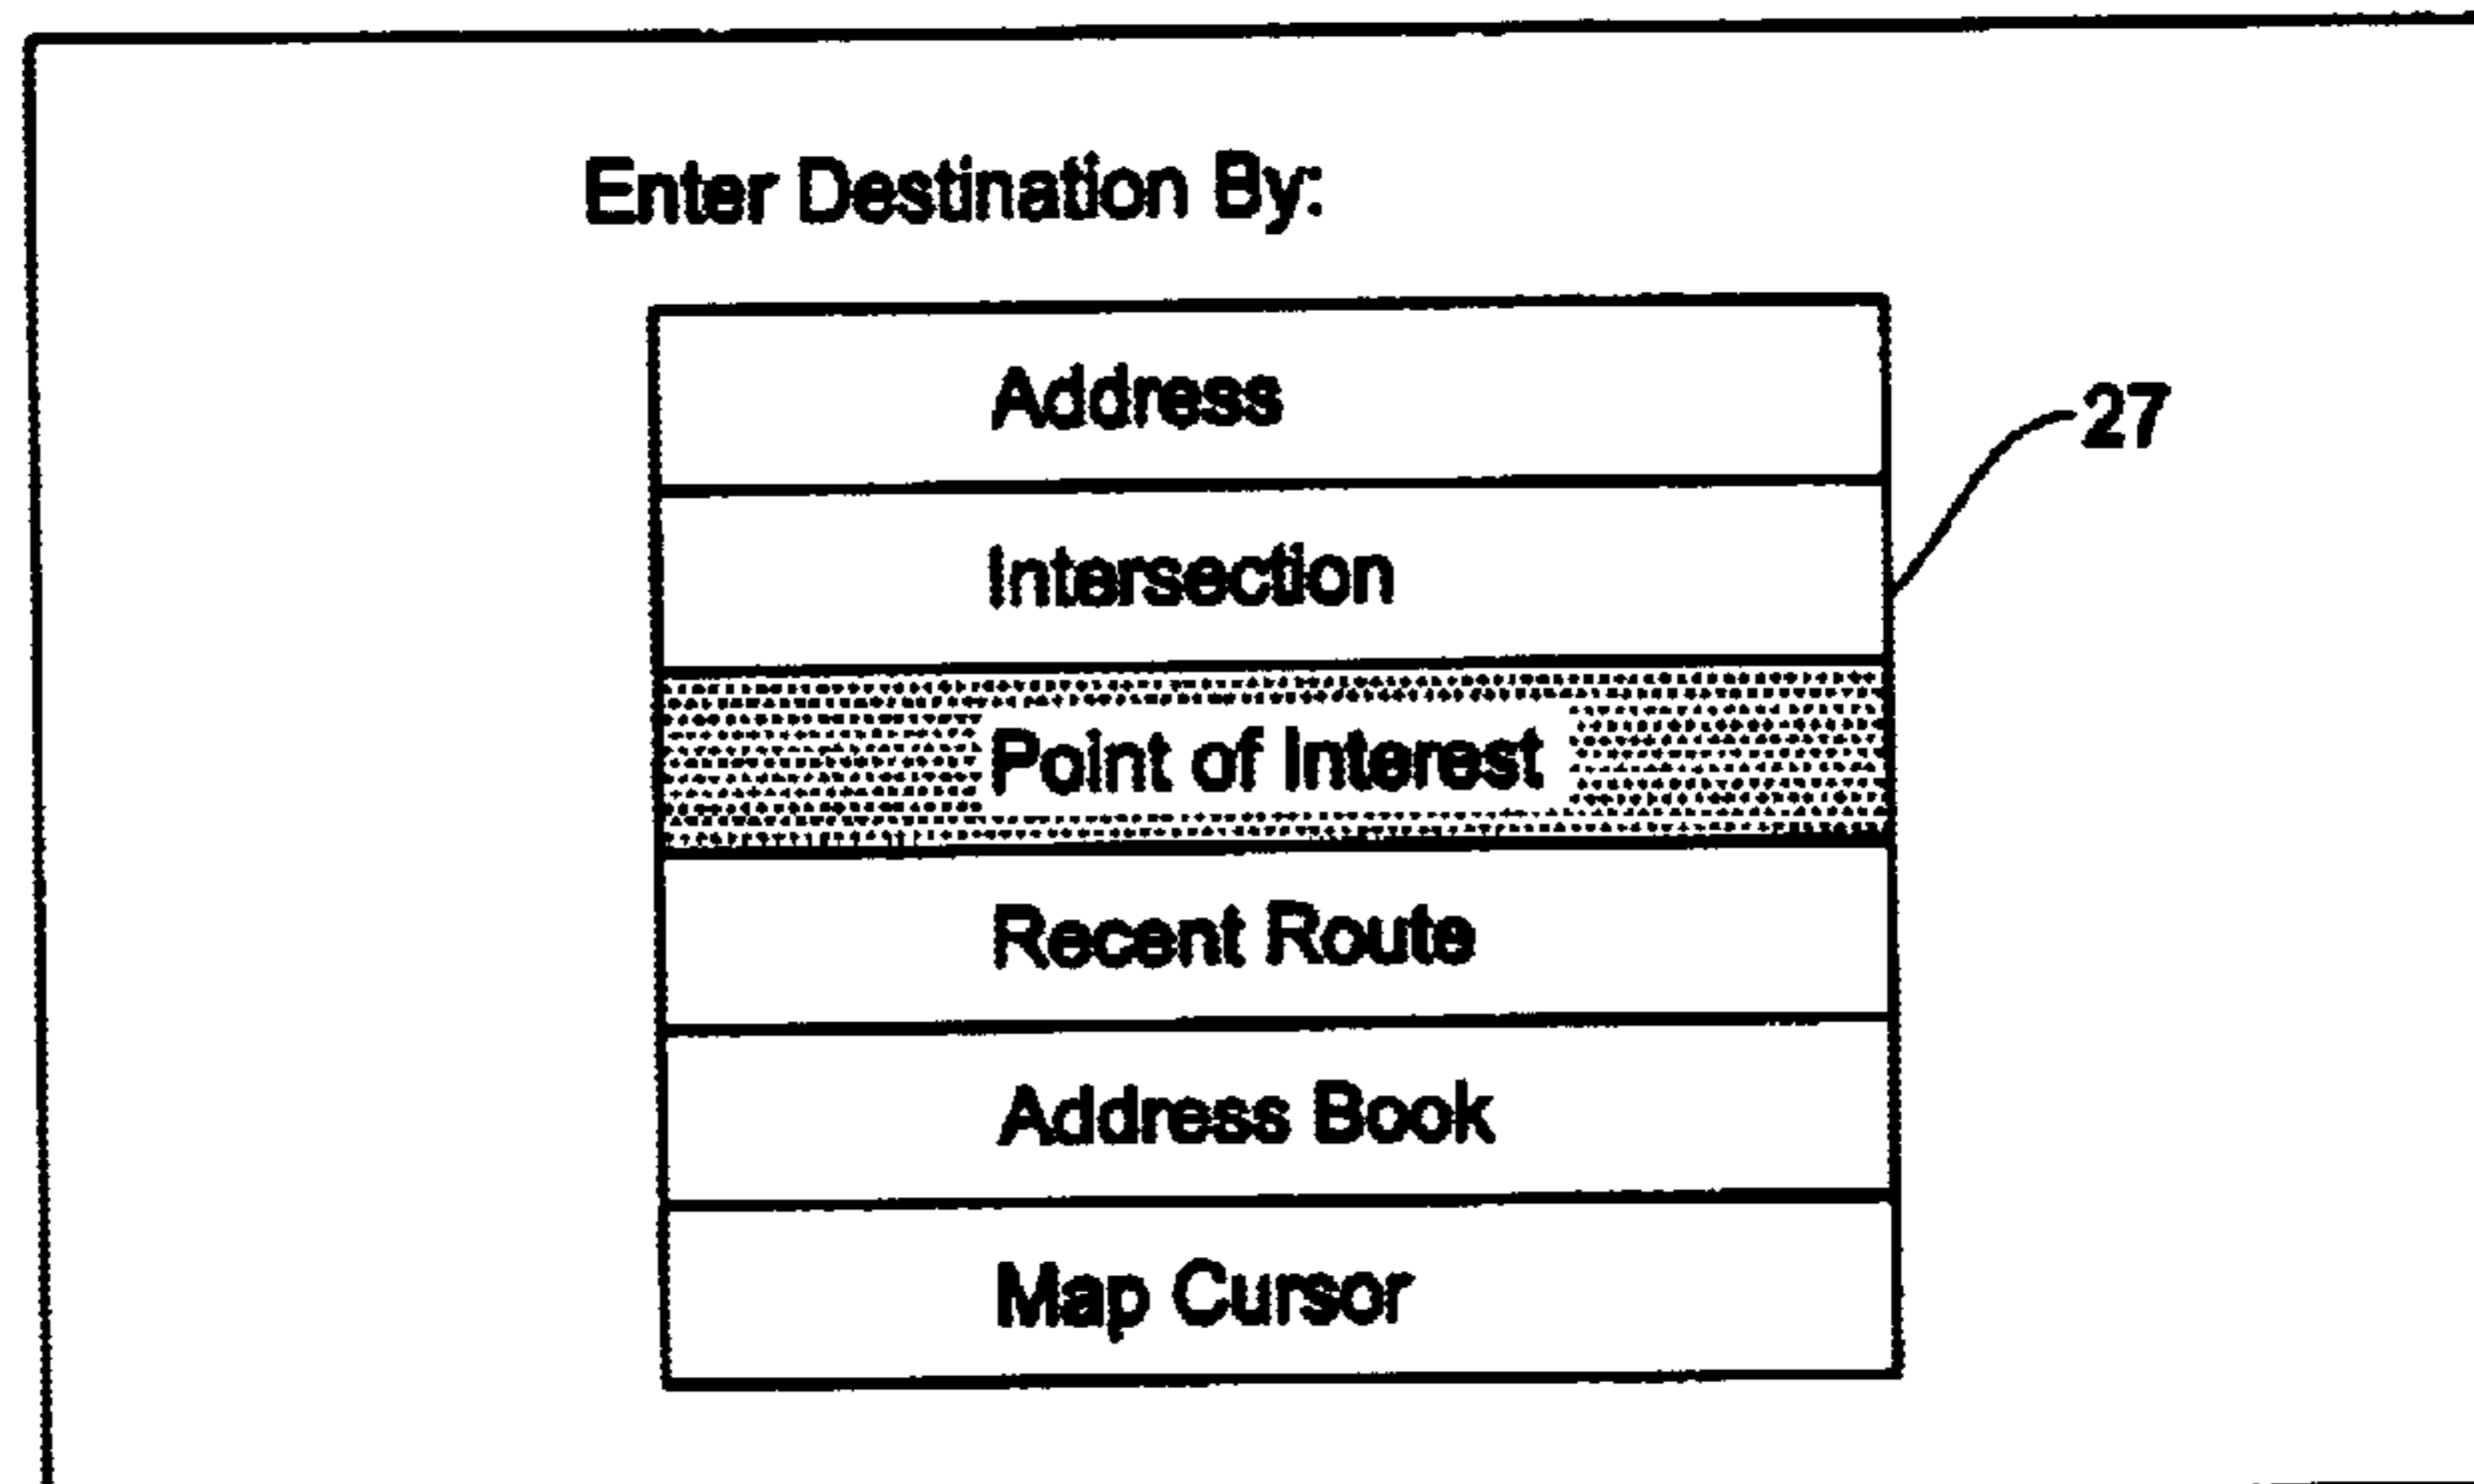 Enter Destination By:
Address
27
Intersection
Point of Interest
Recent Route
Address Book
Map Cursor